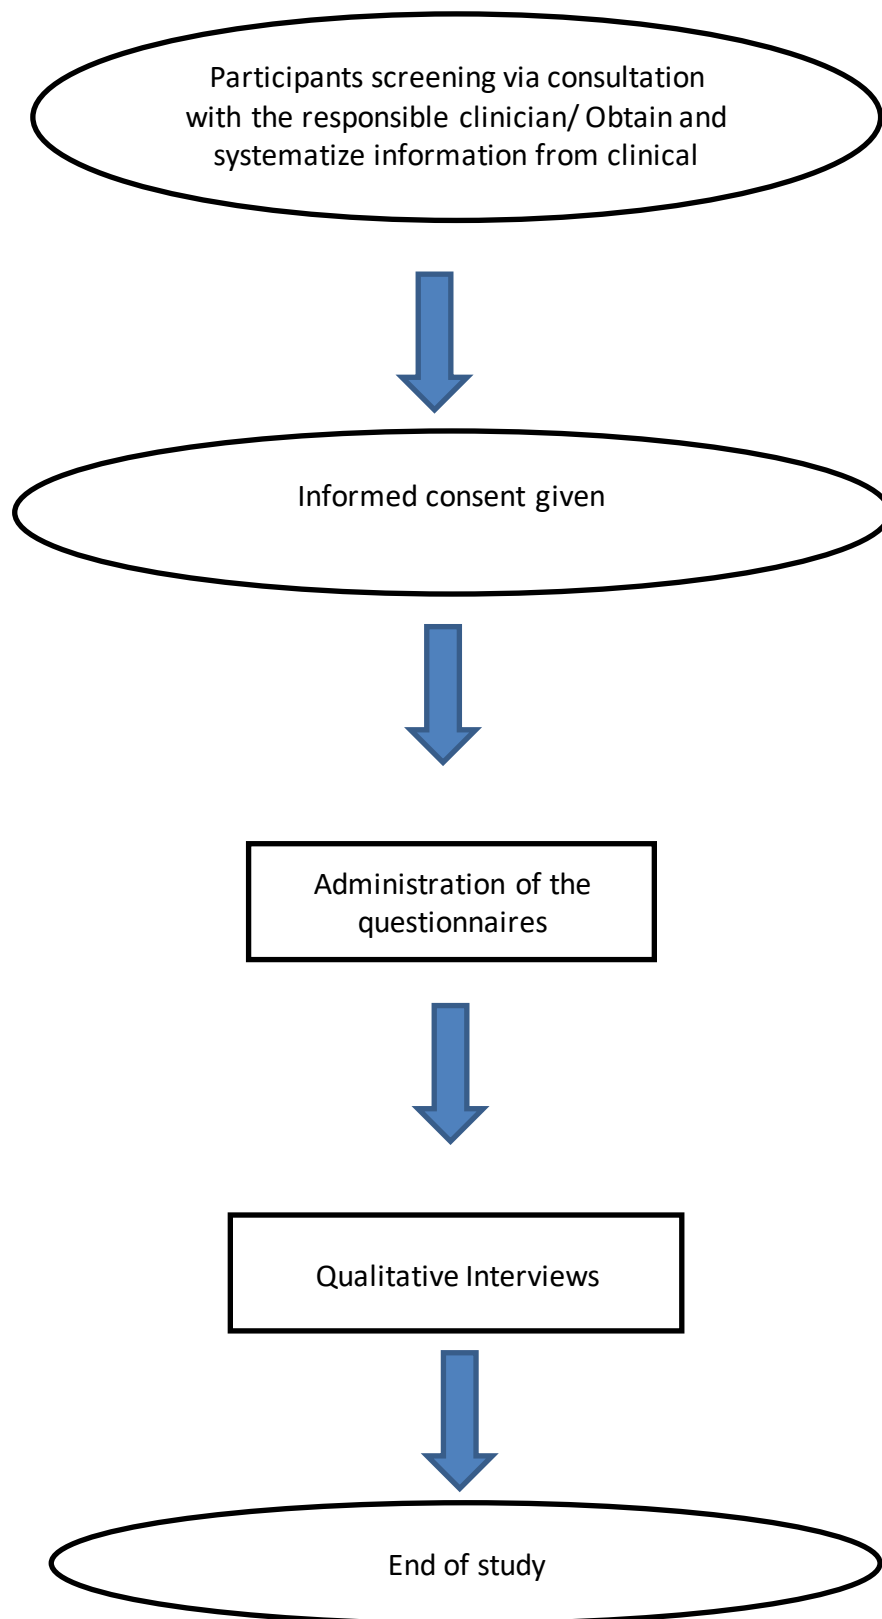 Participants screening via consultation
with the responsible clinician/ Obtain and
systematize information from clinical
Informed consent given
Administration of the
questionnaires
Qualitative Interviews
End of study